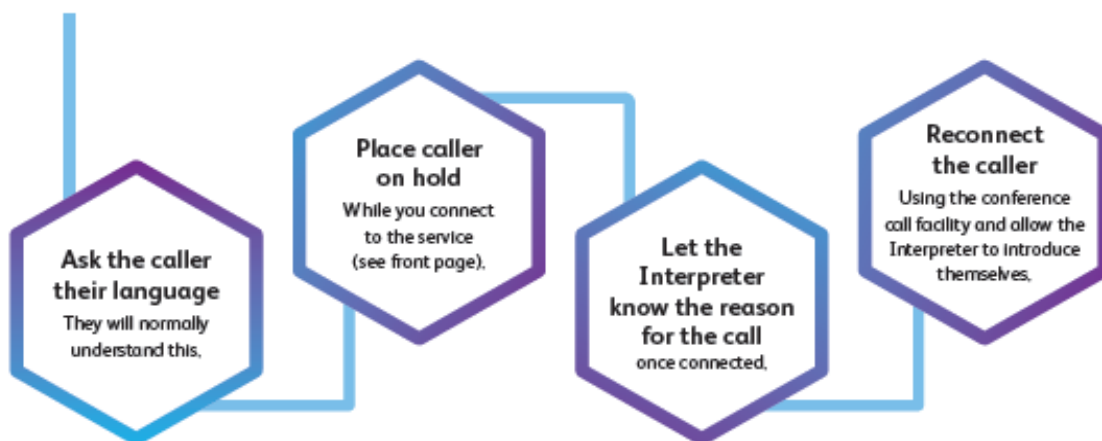 Ask the caller
their language
They will normally
understand this.
Place caller
on hold
While you connect
to the service
(see front page).
Let the
Interpreter
know the reason
for the call
once connected.
Reconnect
the caller
Using the conference
call facility and allow the
Interpreter to introduce
themselves.